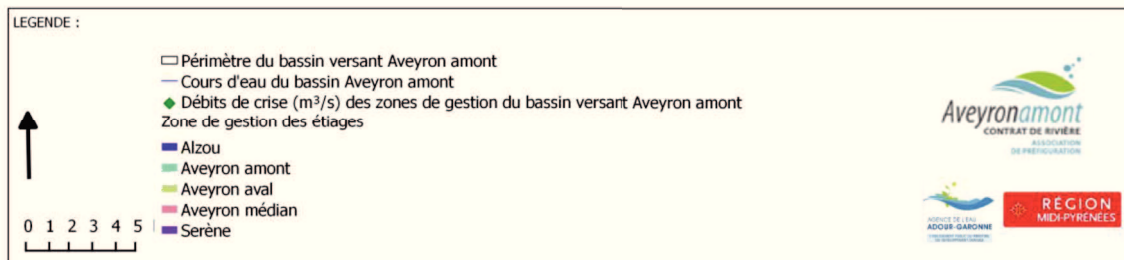 LEGENDE :
Périmètre du bassin versant Aveyron amont
Cours d'eau du bassin Aveyron amont
Débits de crise (m³/s) des zones de gestion du bassin versant Aveyron amont
Zone de gestion des étiages
Alzou
Aveyron amont
Aveyron aval
Aveyron médian
Serène
0 1 2 3 4 5
Aveyronamont
CONTRAT DE RIVIÈRE
ASSOCIATION
DE PRÉFIGURATION
AGENCE DE L'EAU
ADOUR-GARONNE
RÉGION
MIDI-PYRÉNÉES